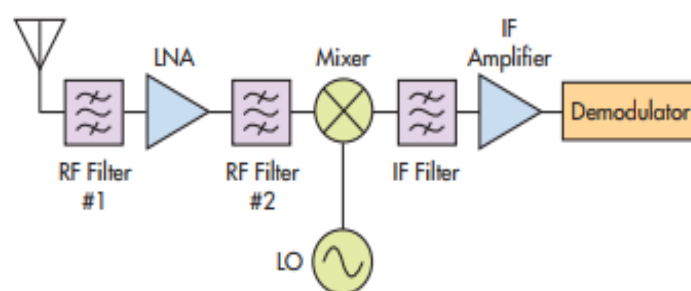 LNA
Mixer
IF
Amplifier
Demodulator
RF Filter
#1
RF Filter
#2
IF Filter
LO